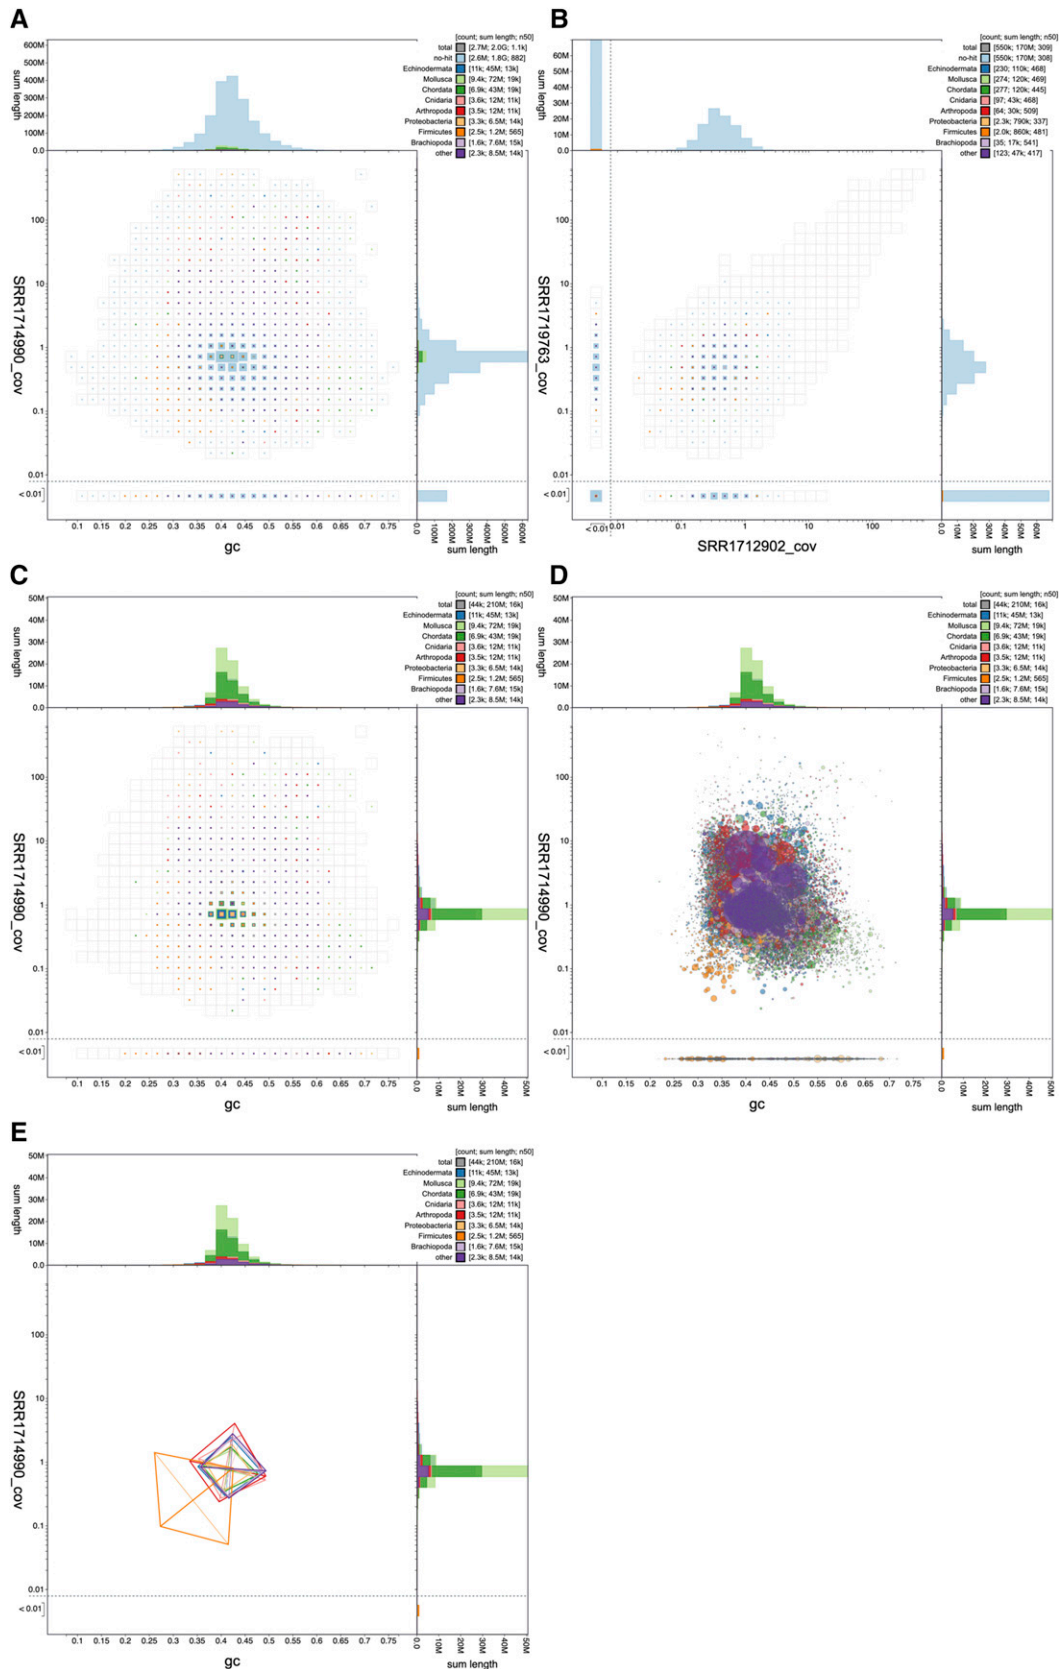 A
[count; sum length; n50]
total [2.7M; 2.0G; 1.1k]
no-hit [2.6M; 1.8G; 882]
Echinodermata [11k; 45M; 13k]
Mollusca [9.4k; 72M; 19k]
Chordata [6.9k; 43M; 19k]
Cnidaria [3.6k; 12M; 11k]
Arthropoda [3.5k; 12M; 11k]
Proteobacteria [3.3k; 6.5M; 14k]
Firmicutes [2.5k; 1.2M; 565]
Brachiopoda [1.6k; 7.6M; 15k]
other [2.3k; 8.5M; 14k]
sum length
600M
500M
400M
300M
200M
100M
0.0
SRR1714990_cov
100
10
1
0.1
0.01
< 0.01
0.1 0.15 0.2 0.25 0.3 0.35 0.4 0.45 0.5 0.55 0.6 0.65 0.7 0.75
gc
0.0 100M 200M 300M 400M 500M 600M
sum length
B
[count; sum length; n50]
total [550k; 170M; 309]
no-hit [550k; 170M; 308]
Echinodermata [230; 110k; 468]
Mollusca [274; 120k; 469]
Chordata [277; 120k; 445]
Cnidaria [97; 43k; 468]
Arthropoda [64; 30k; 509]
Proteobacteria [2.3k; 790k; 337]
Firmicutes [2.0k; 860k; 481]
Brachiopoda [35; 17k; 541]
other [123; 47k; 417]
sum length
60M
50M
40M
30M
20M
10M
0.0
SRR1719763_cov
100
10
1
0.1
0.01
< 0.01
< 0.01 0.01 0.1 1 10 100
SRR1712902_cov
0.0 10M 20M 30M 40M 50M 60M
sum length
C
[count; sum length; n50]
total [44k; 210M; 16k]
Echinodermata [11k; 45M; 13k]
Mollusca [9.4k; 72M; 19k]
Chordata [6.9k; 43M; 19k]
Cnidaria [3.6k; 12M; 11k]
Arthropoda [3.5k; 12M; 11k]
Proteobacteria [3.3k; 6.5M; 14k]
Firmicutes [2.5k; 1.2M; 565]
Brachiopoda [1.6k; 7.6M; 15k]
other [2.3k; 8.5M; 14k]
sum length
50M
40M
30M
20M
10M
0.0
SRR1714990_cov
100
10
1
0.1
0.01
< 0.01
0.1 0.15 0.2 0.25 0.3 0.35 0.4 0.45 0.5 0.55 0.6 0.65 0.7 0.75
gc
0.0 10M 20M 30M 40M 50M
sum length
D
[count; sum length; n50]
total [44k; 210M; 16k]
Echinodermata [11k; 45M; 13k]
Mollusca [9.4k; 72M; 19k]
Chordata [6.9k; 43M; 19k]
Cnidaria [3.6k; 12M; 11k]
Arthropoda [3.5k; 12M; 11k]
Proteobacteria [3.3k; 6.5M; 14k]
Firmicutes [2.5k; 1.2M; 565]
Brachiopoda [1.6k; 7.6M; 15k]
other [2.3k; 8.5M; 14k]
sum length
50M
40M
30M
20M
10M
0.0
SRR1714990_cov
100
10
1
0.1
0.01
< 0.01
0.1 0.15 0.2 0.25 0.3 0.35 0.4 0.45 0.5 0.55 0.6 0.65 0.7 0.75
gc
0.0 10M 20M 30M 40M 50M
sum length
E
[count; sum length; n50]
total [44k; 210M; 16k]
Echinodermata [11k; 45M; 13k]
Mollusca [9.4k; 72M; 19k]
Chordata [6.9k; 43M; 19k]
Cnidaria [3.6k; 12M; 11k]
Arthropoda [3.5k; 12M; 11k]
Proteobacteria [3.3k; 6.5M; 14k]
Firmicutes [2.5k; 1.2M; 565]
Brachiopoda [1.6k; 7.6M; 15k]
other [2.3k; 8.5M; 14k]
sum length
50M
40M
30M
20M
10M
0.0
SRR1714990_cov
100
10
1
0.1
0.01
< 0.01
0.1 0.15 0.2 0.25 0.3 0.35 0.4 0.45 0.5 0.55 0.6 0.65 0.7 0.75
gc
0.0 10M 20M 30M 40M 50M
sum length